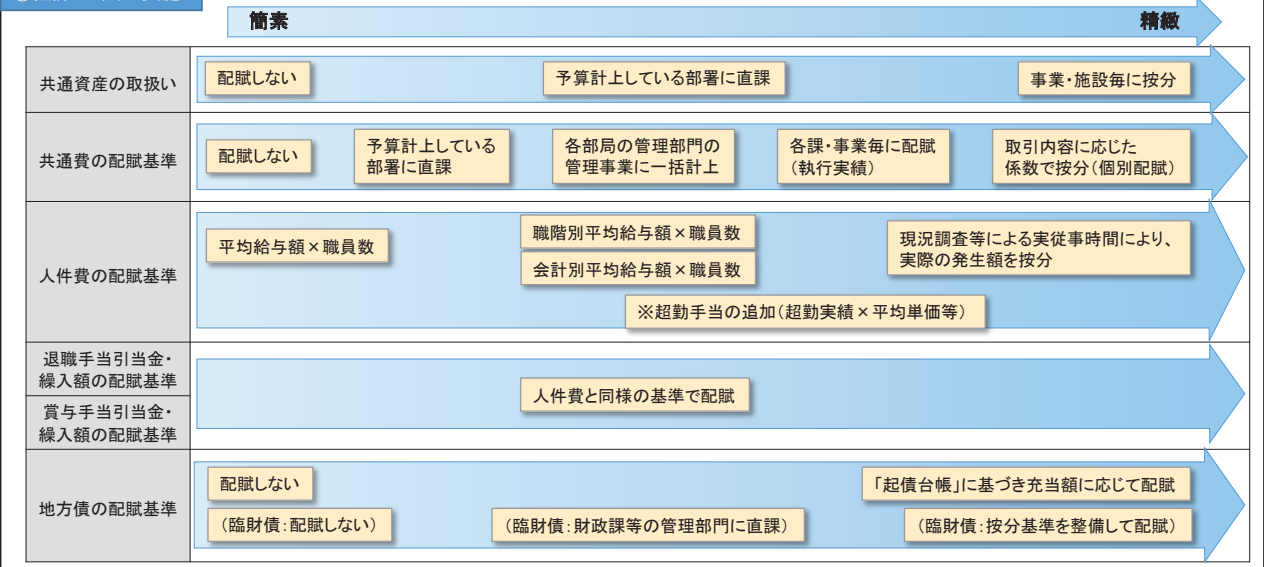 簡素
精緻
共通資産の取扱い
配賦しない
予算計上している部署に直課
事業・施設毎に按分
共通費の配賦基準
配賦しない
予算計上している
部署に直課
各部局の管理部門の
管理事業に一括計上
各課・事業毎に配賦
(執行実績)
取引内容に応じた
係数で按分(個別配賦)
人件費の配賦基準
平均給与額×職員数
職階別平均給与額×職員数
会計別平均給与額×職員数
現況調査等による実従事時間により、
実際の発生額を按分
※超勤手当の追加(超勤実績×平均単価等)
退職手当引当金・
繰入額の配賦基準
賞与手当引当金・
繰入額の配賦基準
人件費と同様の基準で配賦
地方債の配賦基準
配賦しない
「起債台帳」に基づき充当額に応じて配賦
(臨財債:配賦しない)
(臨財債:財政課等の管理部門に直課)
(臨財債:按分基準を整備して配賦)